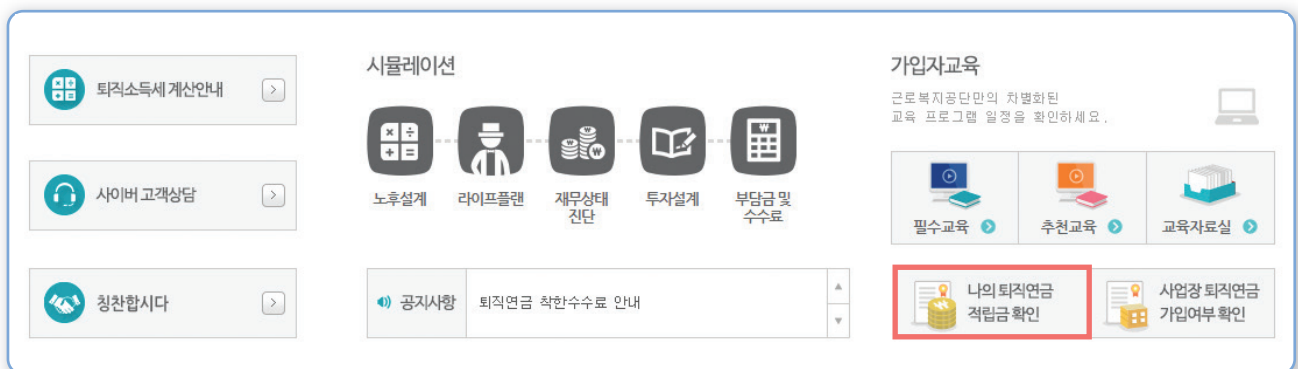 퇴직소득세 계산안내
사이버 고객상담
칭찬합시다
시뮬레이션
노후설계
라이프플랜
재무상태
진단
투자설계
부담금 및
수수료
공지사항
퇴직연금 착한수수료 안내
가입자교육
근로복지공단만의 차별화된
교육 프로그램 일정을 확인하세요.
필수교육
추천교육
교육자료실
나의 퇴직연금
적립금 확인
사업장 퇴직연금
가입여부 확인